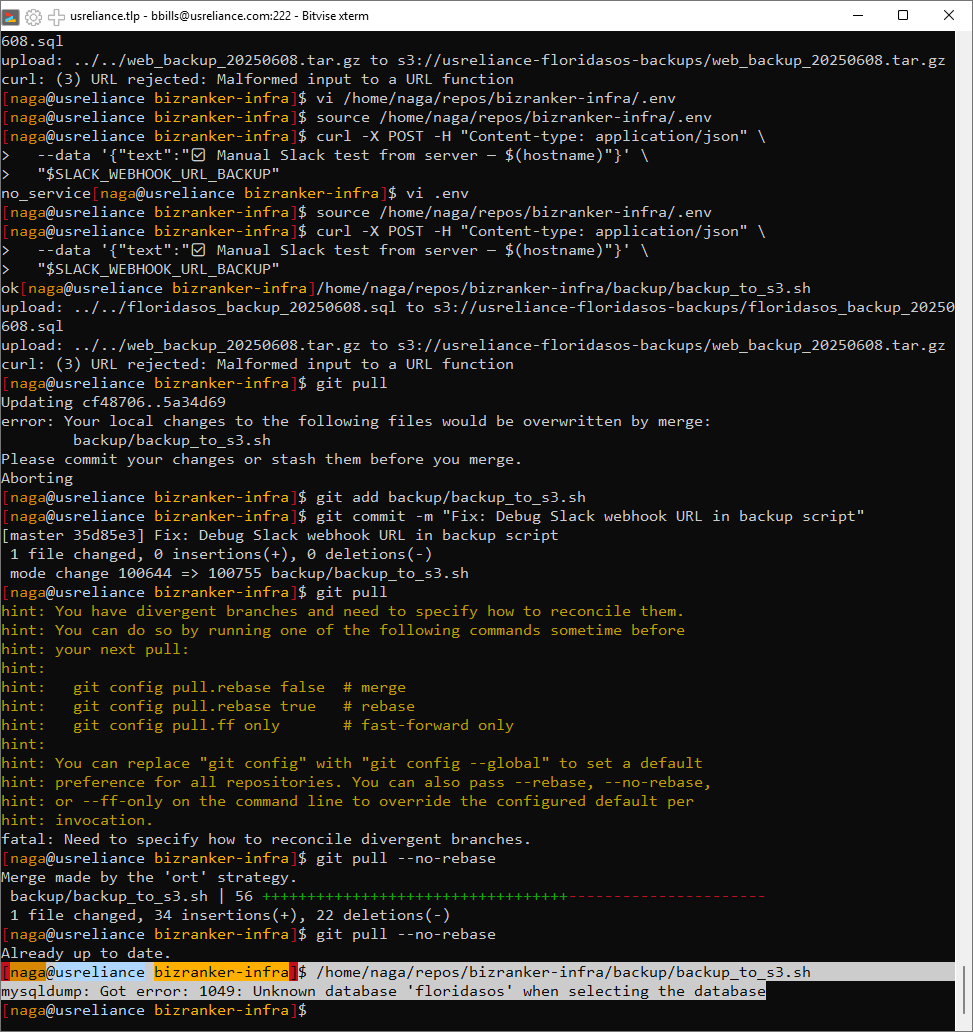 usreliance.tlp - bbills@usreliance.com:222 - Bitvise xterm
608.sql
upload: ../../web_backup_20250608.tar.gz to s3://usreliance-floridasos-backups/web_backup_20250608.tar.gz
curl: (3) URL rejected: Malformed input to a URL function
[naga@usreliance bizranker-infra]$ vi /home/naga/repos/bizranker-infra/.env
[naga@usreliance bizranker-infra]$ source /home/naga/repos/bizranker-infra/.env
[naga@usreliance bizranker-infra]$ curl -X POST -H "Content-type: application/json" \
>   --data '{"text":"☑ Manual Slack test from server — $(hostname)"}' \
>   "$SLACK_WEBHOOK_URL_BACKUP"
no_service[naga@usreliance bizranker-infra]$ vi .env
[naga@usreliance bizranker-infra]$ source /home/naga/repos/bizranker-infra/.env
[naga@usreliance bizranker-infra]$ curl -X POST -H "Content-type: application/json" \
>   --data '{"text":"☑ Manual Slack test from server — $(hostname)"}' \
>   "$SLACK_WEBHOOK_URL_BACKUP"
ok[naga@usreliance bizranker-infra]/home/naga/repos/bizranker-infra/backup/backup_to_s3.sh
upload: ../../floridasos_backup_20250608.sql to s3://usreliance-floridasos-backups/floridasos_backup_20250
608.sql
upload: ../../web_backup_20250608.tar.gz to s3://usreliance-floridasos-backups/web_backup_20250608.tar.gz
curl: (3) URL rejected: Malformed input to a URL function
[naga@usreliance bizranker-infra]$ git pull
Updating cf48706..5a34d69
error: Your local changes to the following files would be overwritten by merge:
        backup/backup_to_s3.sh
Please commit your changes or stash them before you merge.
Aborting
[naga@usreliance bizranker-infra]$ git add backup/backup_to_s3.sh
[naga@usreliance bizranker-infra]$ git commit -m "Fix: Debug Slack webhook URL in backup script"
[master 35d85e3] Fix: Debug Slack webhook URL in backup script
 1 file changed, 0 insertions(+), 0 deletions(-)
 mode change 100644 => 100755 backup/backup_to_s3.sh
[naga@usreliance bizranker-infra]$ git pull
hint: You have divergent branches and need to specify how to reconcile them.
hint: You can do so by running one of the following commands sometime before
hint: your next pull:
hint:
hint:   git config pull.rebase false  # merge
hint:   git config pull.rebase true   # rebase
hint:   git config pull.ff only       # fast-forward only
hint:
hint: You can replace "git config" with "git config --global" to set a default
hint: preference for all repositories. You can also pass --rebase, --no-rebase,
hint: or --ff-only on the command line to override the configured default per
hint: invocation.
fatal: Need to specify how to reconcile divergent branches.
[naga@usreliance bizranker-infra]$ git pull --no-rebase
Merge made by the 'ort' strategy.
 backup/backup_to_s3.sh | 56 ++++++++++++++++++++++++++++++++++----------------------
 1 file changed, 34 insertions(+), 22 deletions(-)
[naga@usreliance bizranker-infra]$ git pull --no-rebase
Already up to date.
[naga@usreliance bizranker-infra]$ /home/naga/repos/bizranker-infra/backup/backup_to_s3.sh
mysqldump: Got error: 1049: Unknown database 'floridasos' when selecting the database
[naga@usreliance bizranker-infra]$